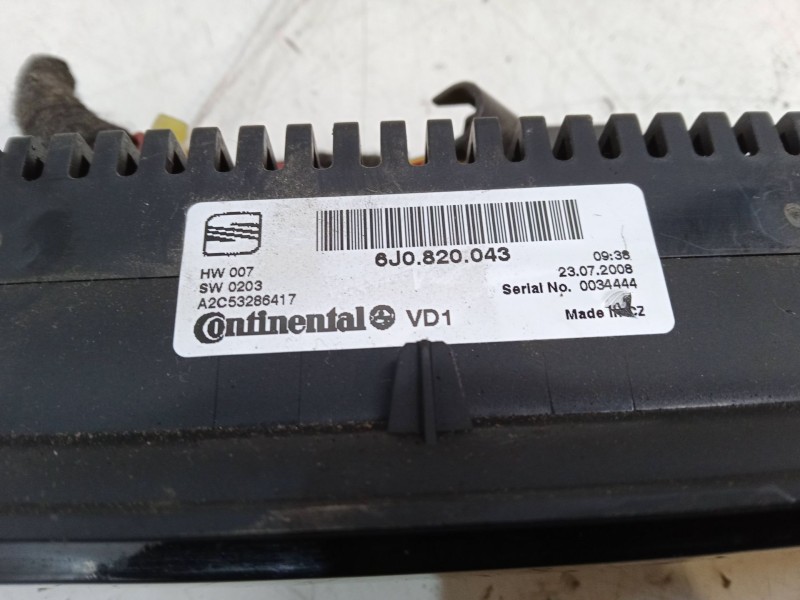 6J0.820.043
HW 007
SW 0203
A2C53286417
09:38
23.07.2008
Serial No. 0034444
Continental VD1
Made in CZ